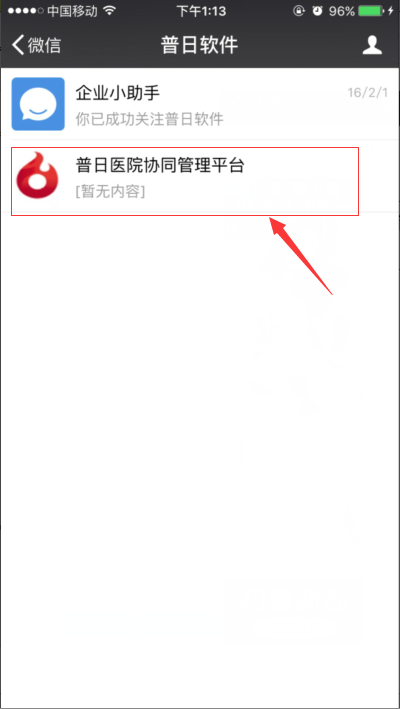 中国移动 下午1:13 96%
微信 普日软件
企业小助手 16/2/1
你已成功关注普日软件
普日医院协同管理平台
[暂无内容]